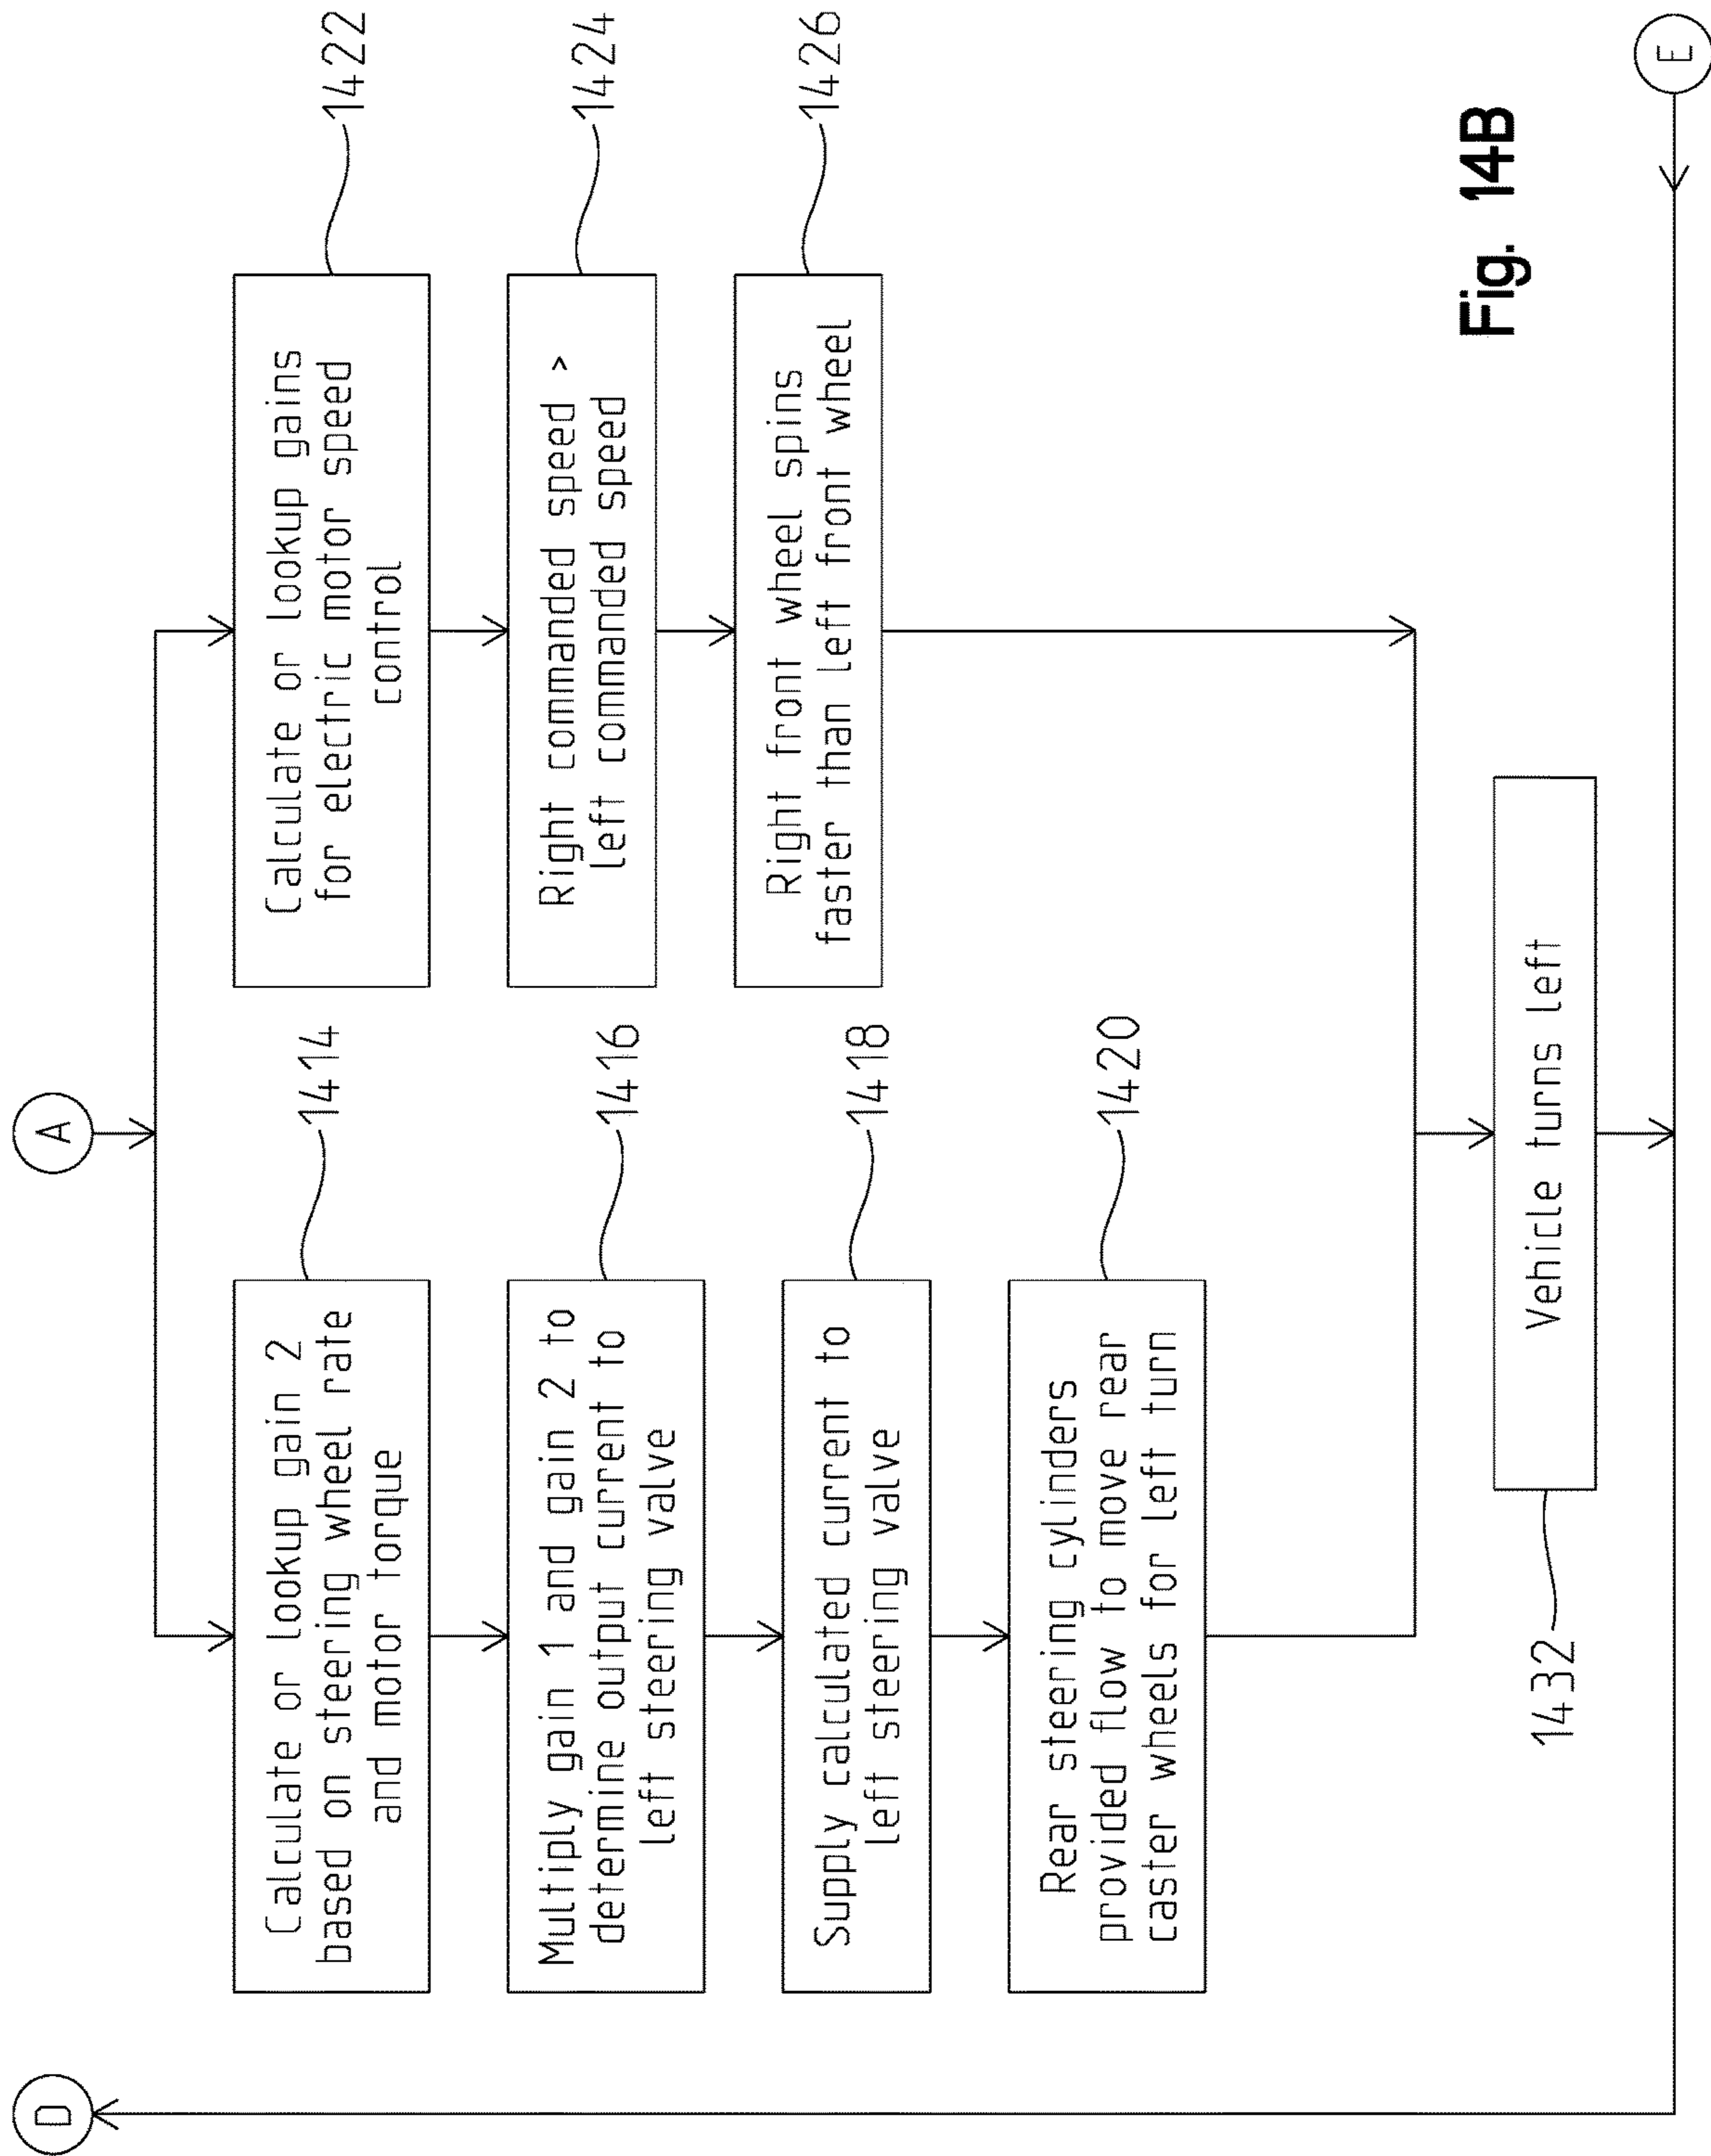 D
A
Calculate or lookup gain 2
based on steering wheel rate
and motor torque
1414
Multiply gain 1 and gain 2 to
determine output current to
left steering valve
1416
Supply calculated current to
left steering valve
1418
Rear steering cylinders
provided flow to move rear
caster wheels for left turn
1420
Calculate or lookup gains
for electric motor speed
control
1422
Right commanded speed >
left commanded speed
1424
Right front wheel spins
faster than left front wheel
1426
Vehicle turns left
1432
Fig. 14B
E